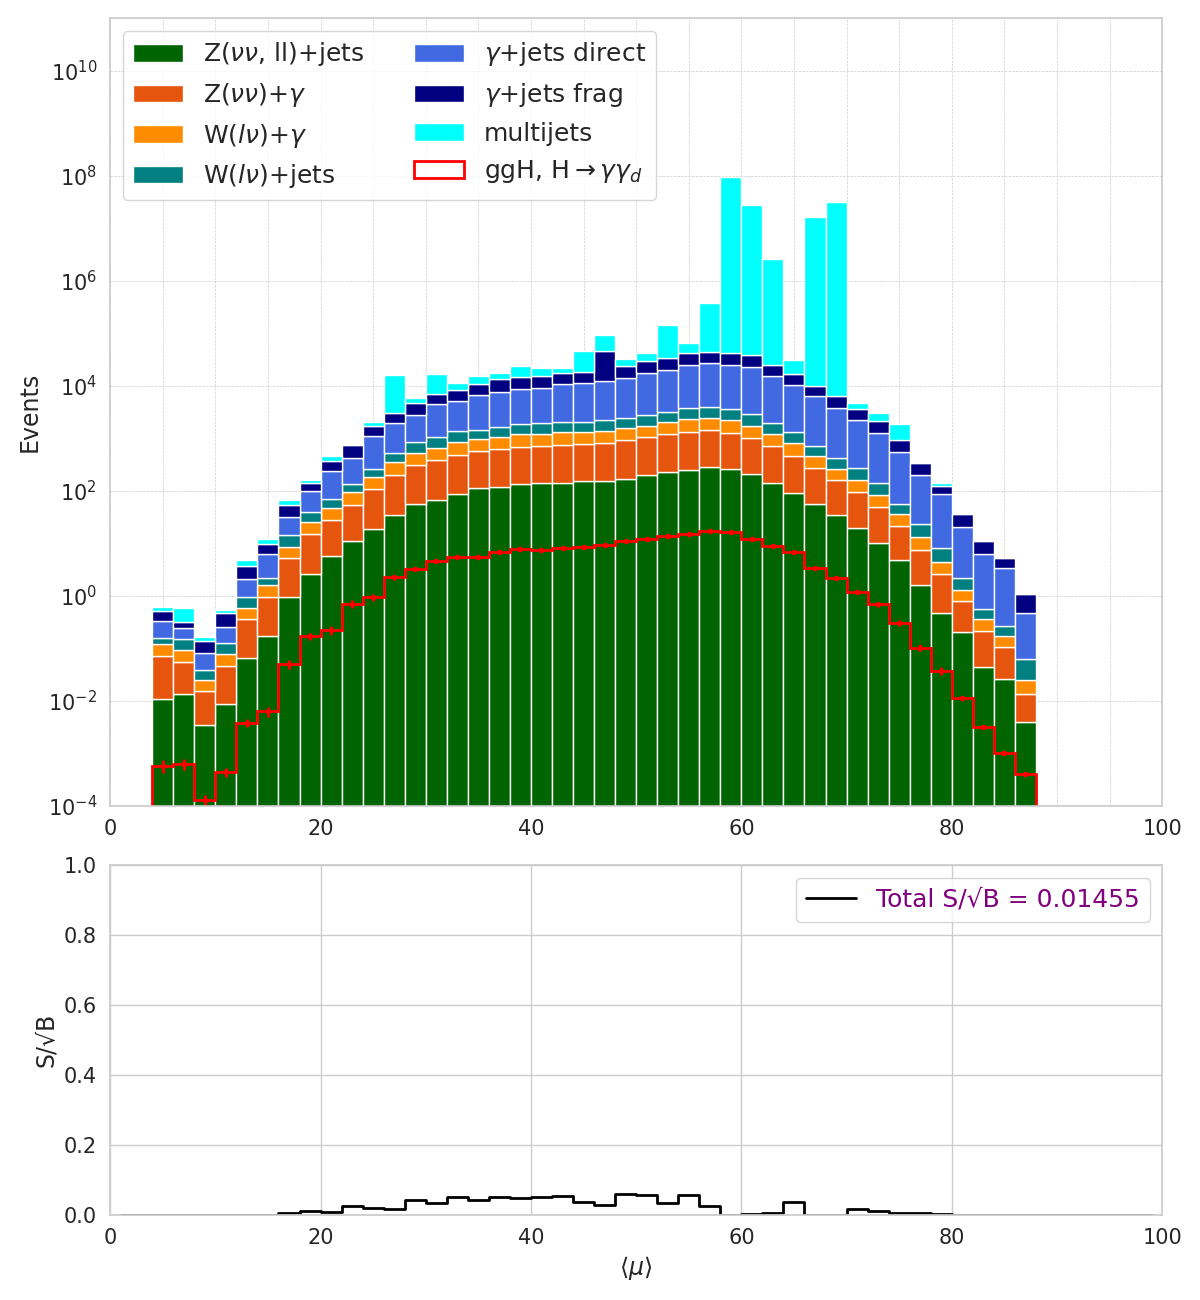 Z(νν, ll)+jets
Z(νν)+γ
W(lν)+γ
W(lν)+jets
γ+jets direct
γ+jets frag
multijets
ggH, H→γγ_d
Events
10^10
10^8
10^6
10^4
10^2
10^0
10^−2
10^−4
0 20 40 60 80 100
Total S/√B = 0.01455
S/√B
1.0
0.8
0.6
0.4
0.2
0.0
0 20 40 60 80 100
⟨μ⟩